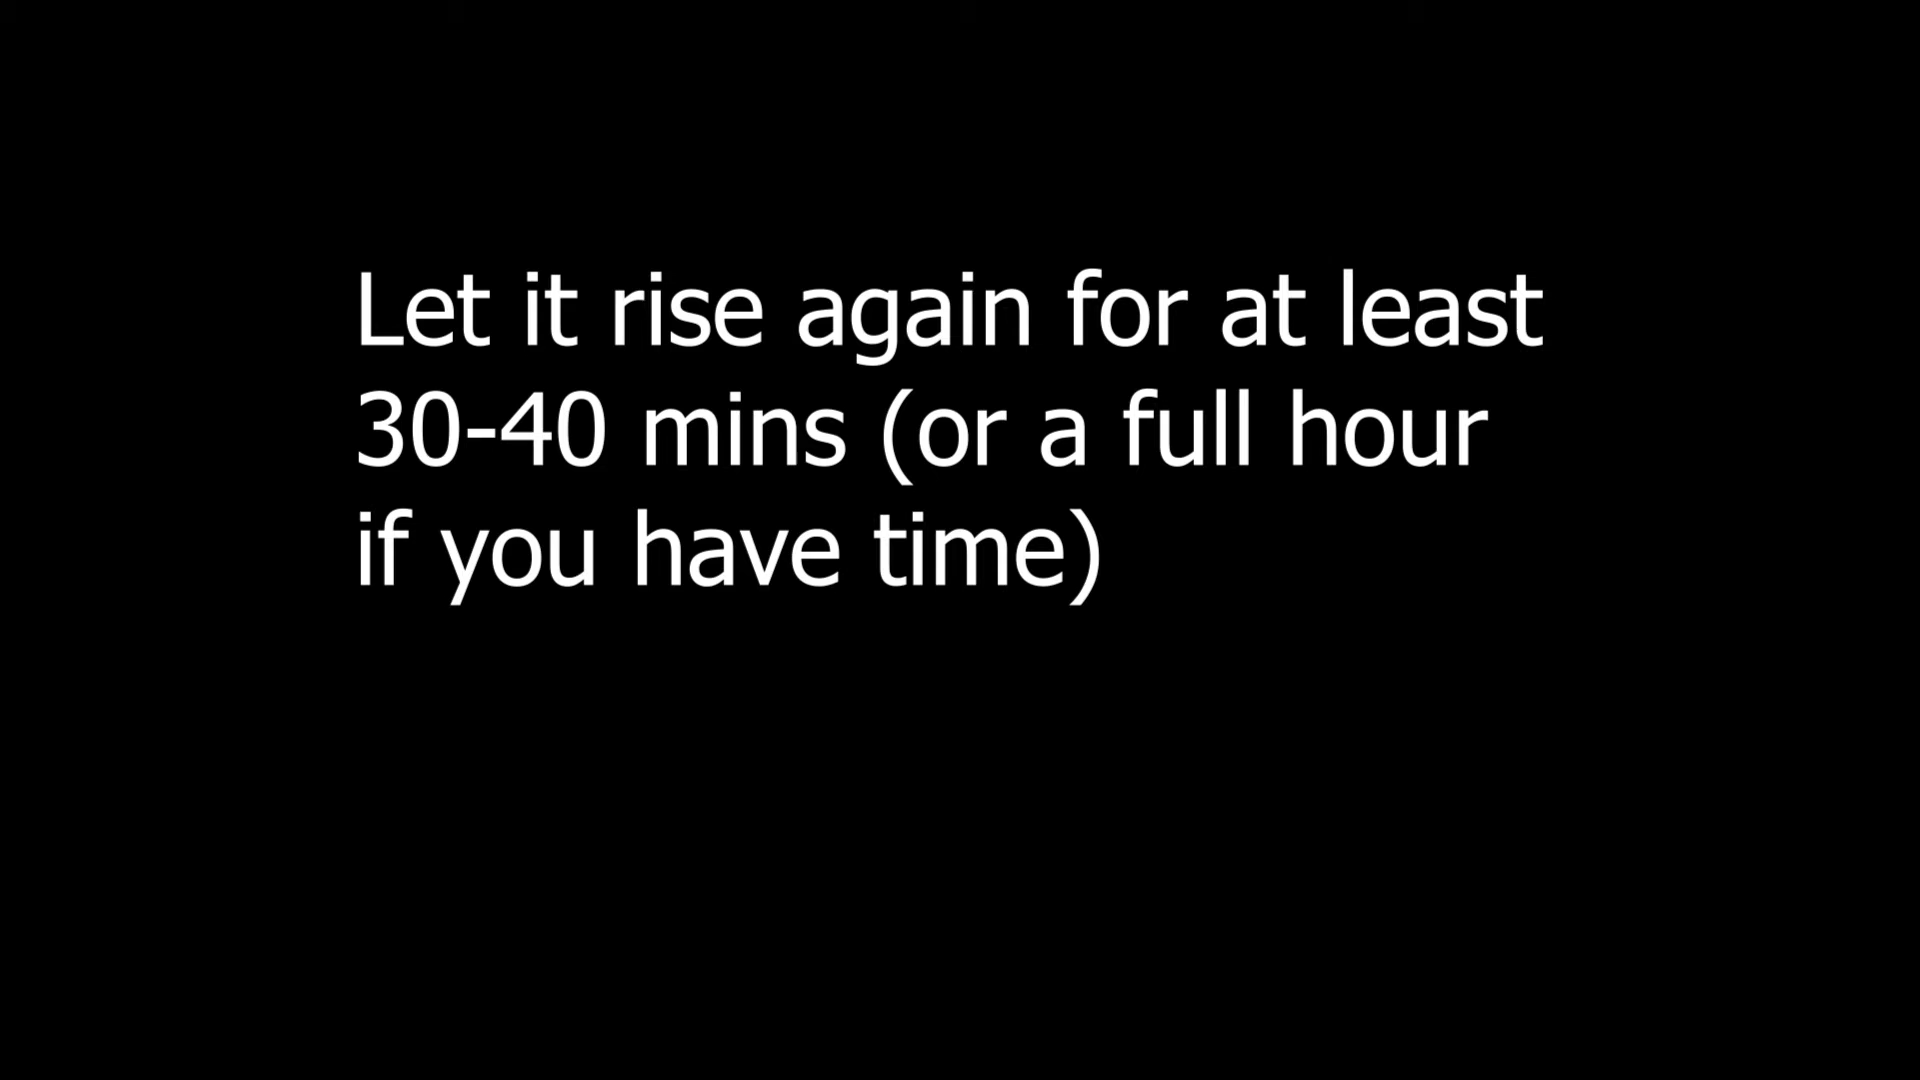 Let it rise again for at least
30-40 mins (or a full hour
if you have time)